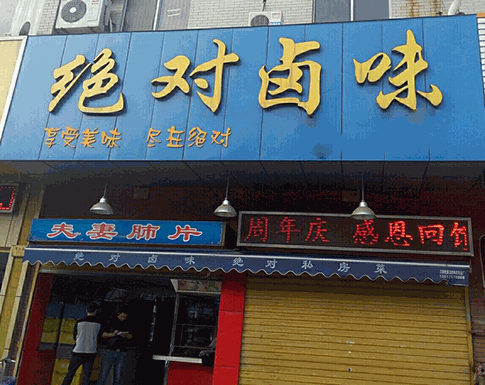 绝对卤味
享受美味 尽在绝对
夫妻肺片
周年庆 感恩回馈
绝对卤味 绝对私房菜